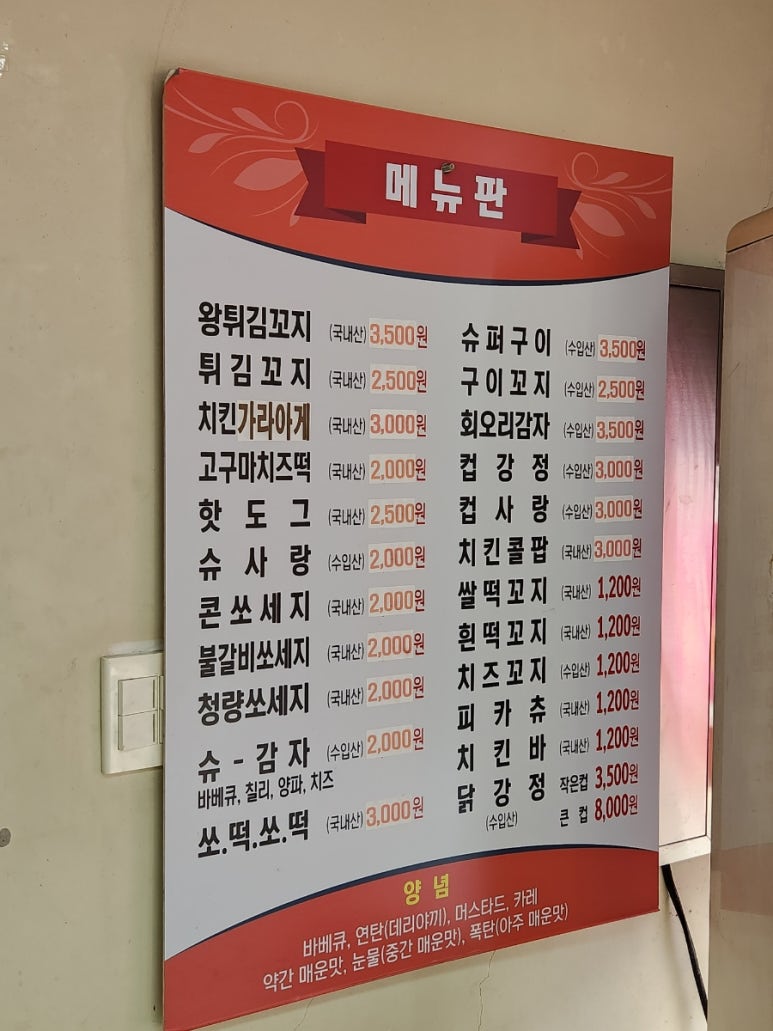 메뉴판
왕튀김꼬지 (국내산) 3,500원
튀김꼬지 (국내산) 2,500원
치킨가라아게 (국내산) 3,000원
고구마치즈떡 (국내산) 2,000원
핫도그 (국내산) 2,500원
슈사랑 (수입산) 2,000원
콘쏘세지 (국내산) 2,000원
불갈비쏘세지 (국내산) 2,000원
청량쏘세지 (국내산) 2,000원
슈-감자 (수입산) 2,000원
바베큐, 칠리, 양파, 치즈
쏘.떡.쏘.떡 (국내산) 3,000원
슈퍼구이 (수입산) 3,500원
구이꼬지 (수입산) 2,500원
회오리감자 (수입산) 3,500원
컵강정 (수입산) 3,000원
컵사랑 (수입산) 3,000원
치킨콜팝 (국내산) 3,000원
쌀떡꼬지 (국내산) 1,200원
흰떡꼬지 (국내산) 1,200원
치즈꼬지 (수입산) 1,200원
피카츄 (국내산) 1,200원
치킨바 (국내산) 1,200원
닭강정 작은컵 3,500원
(수입산) 큰컵 8,000원
양념
바베큐, 연탄(데리야끼), 머스타드, 카레
약간 매운맛, 눈물(중간 매운맛), 폭탄(아주 매운맛)